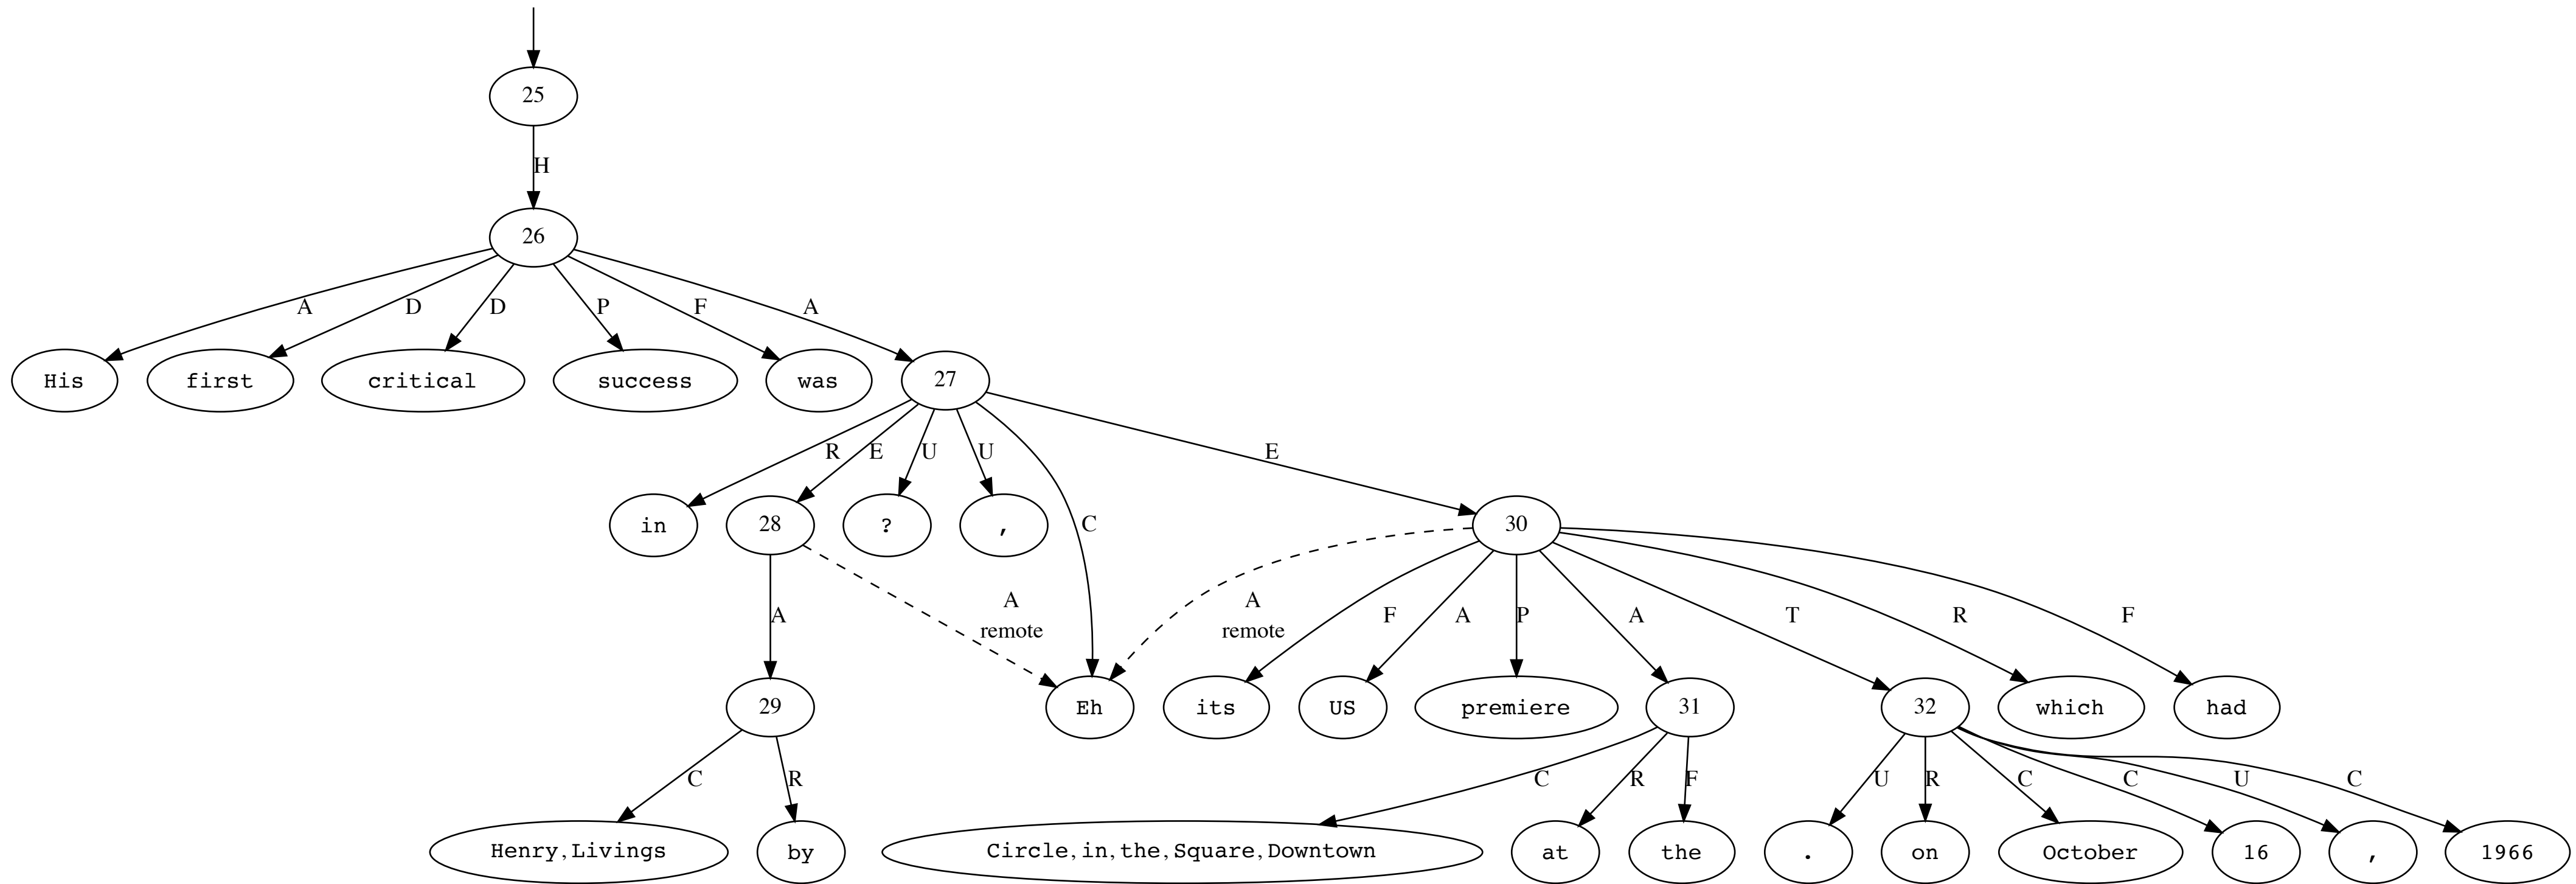 25
H
26
A D D P F A
His first critical success was 27
R E U U C E
in 28 ? , 30
A A remote A remote F A P A T R F
29 Eh its US premiere 31 32 which had
C R C R F U R C C U C
Henry,Livings by Circle,in,the,Square,Downtown at the . on October 16 , 1966